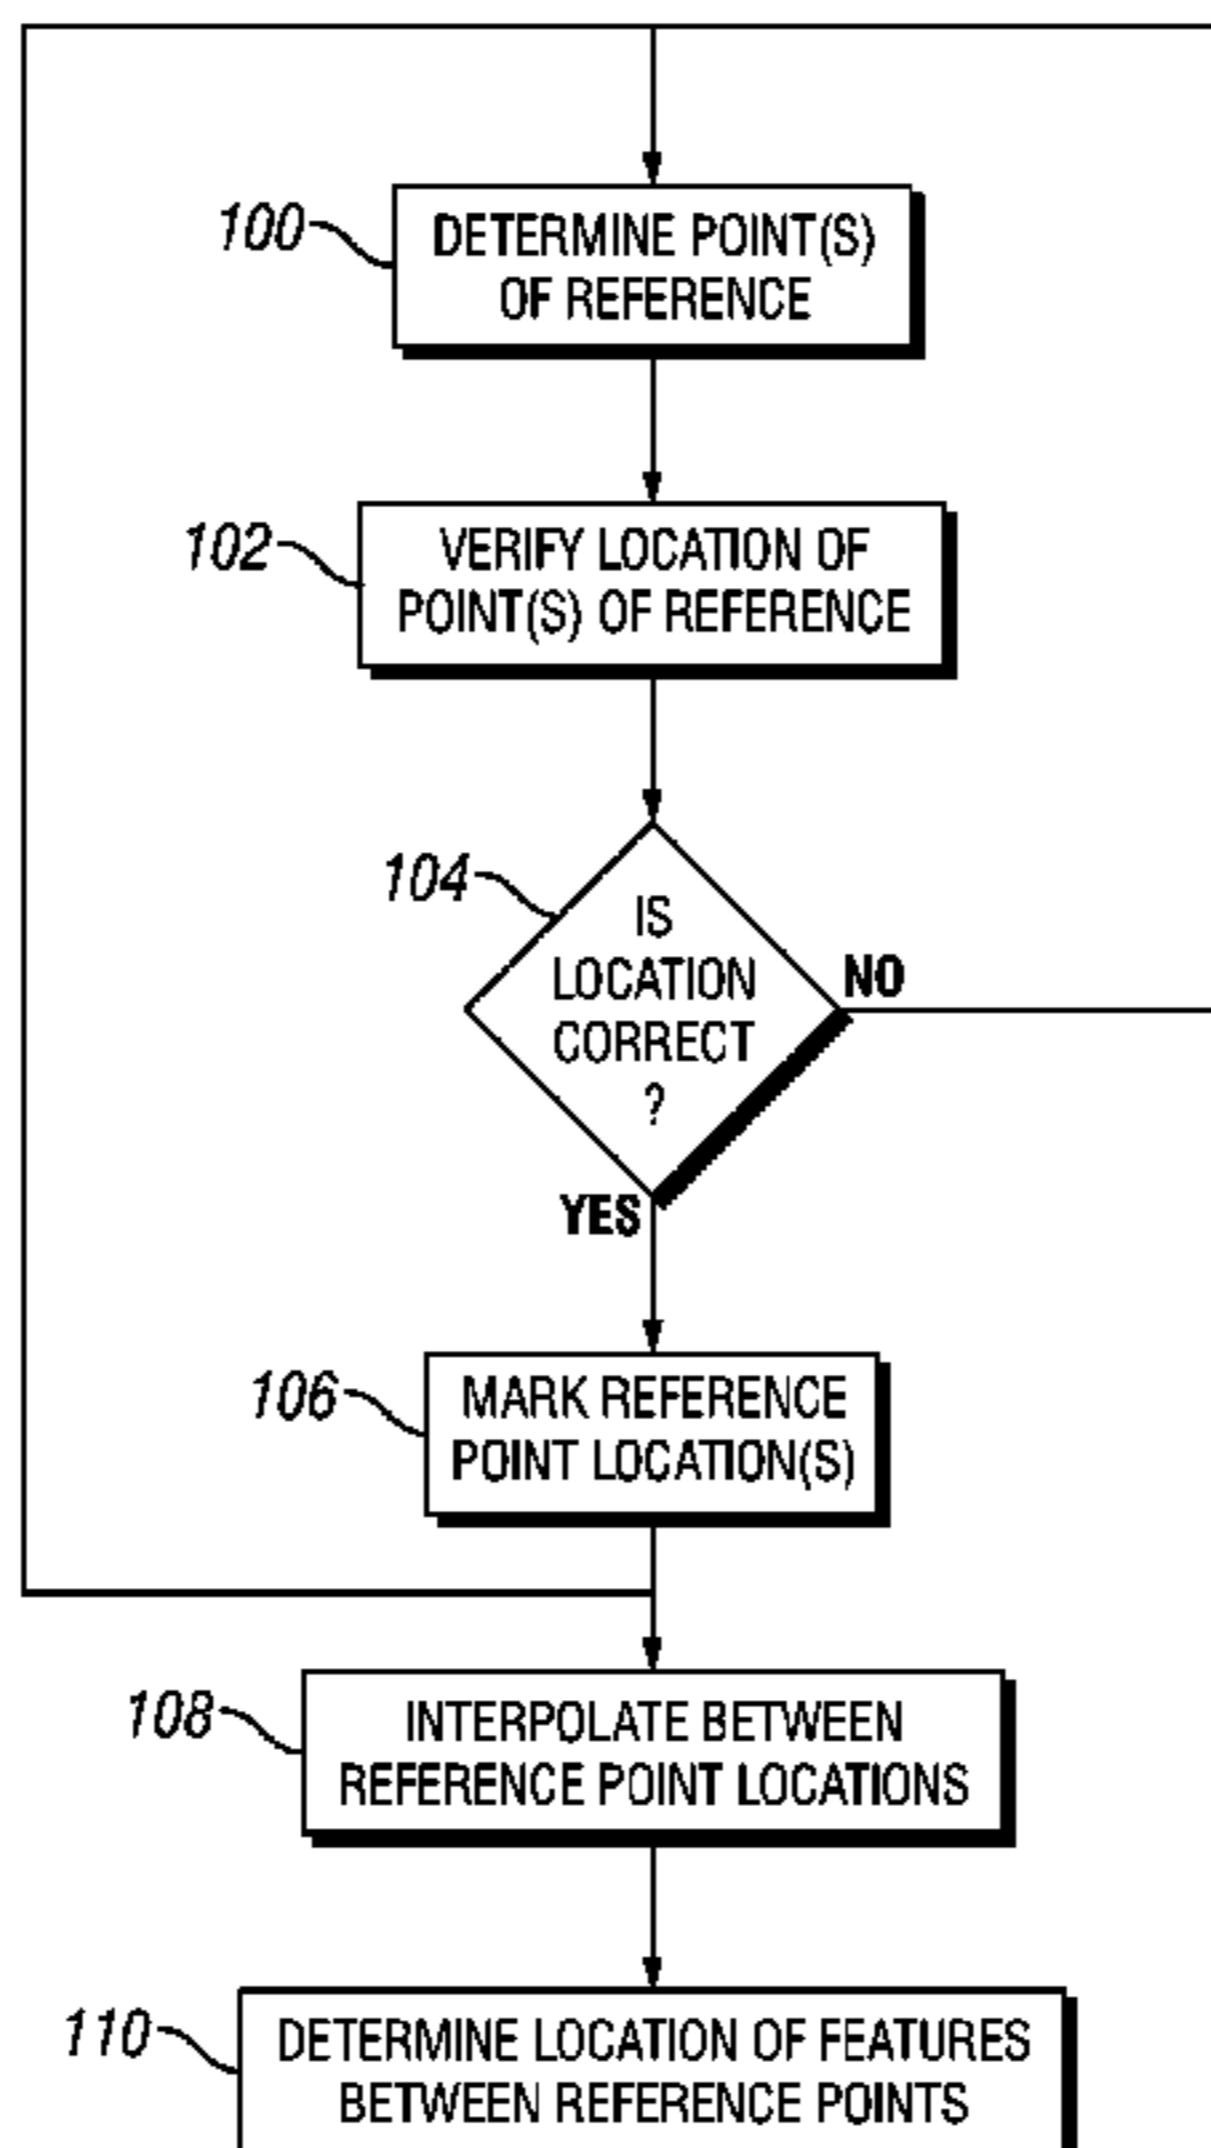 100
DETERMINE POINT(S)
OF REFERENCE
102
VERIFY LOCATION OF
POINT(S) OF REFERENCE
104
IS
LOCATION
CORRECT
?
NO
YES
106
MARK REFERENCE
POINT LOCATION(S)
108
INTERPOLATE BETWEEN
REFERENCE POINT LOCATIONS
110
DETERMINE LOCATION OF FEATURES
BETWEEN REFERENCE POINTS